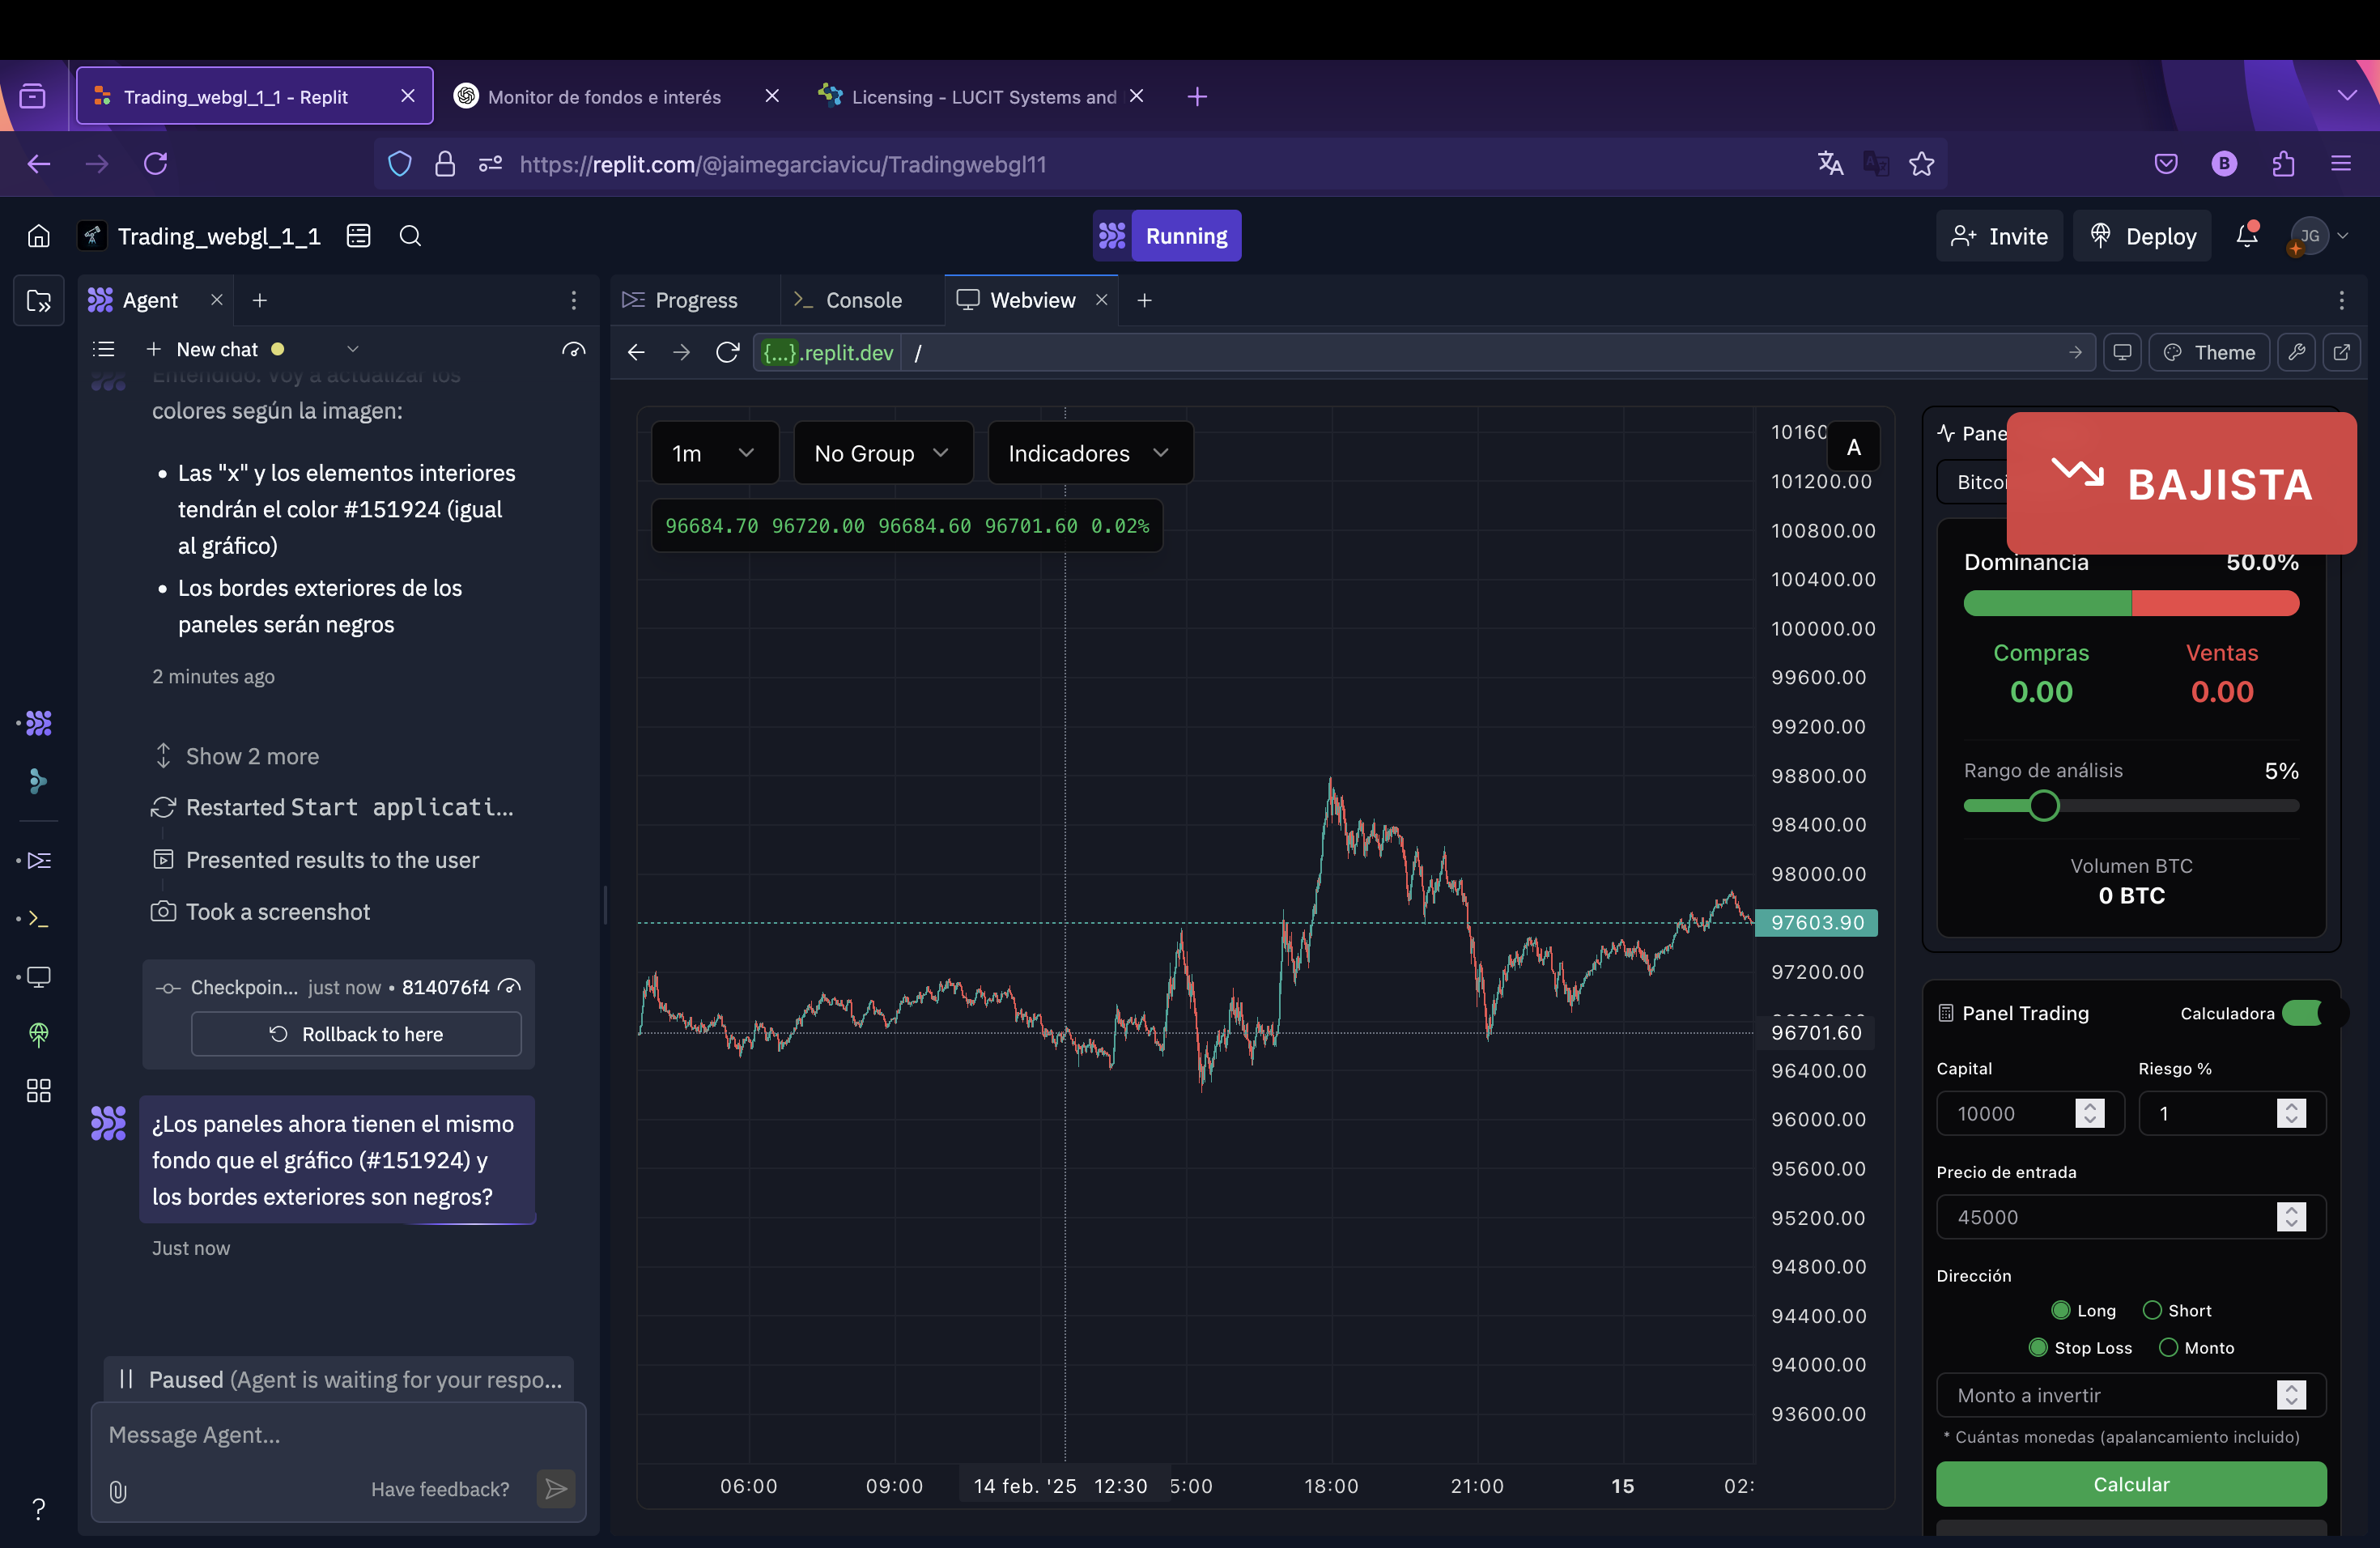 Trading_webgl_1_1 - Replit
Monitor de fondos e interés
Licensing - LUCIT Systems and
https://replit.com/@jaimegarciavicu/Tradingwebgl11
B
Trading_webgl_1_1
Running
Invite
Deploy
JG
Agent
Progress
Console
Webview
New chat
{...}.replit.dev
/
Theme
Entendido. Voy a actualizar los
colores según la imagen:
Las "x" y los elementos interiores
tendrán el color #151924 (igual
al gráfico)
Los bordes exteriores de los
paneles serán negros
2 minutes ago
Show 2 more
Restarted Start applicati...
Presented results to the user
Took a screenshot
Checkpoin... just now • 814076f4
Rollback to here
¿Los paneles ahora tienen el mismo
fondo que el gráfico (#151924) y
los bordes exteriores son negros?
Just now
Paused (Agent is waiting for your respo...
Message Agent...
Have feedback?
?
1m
No Group
Indicadores
96684.70 96720.00 96684.60 96701.60 0.02%
A
10160
101200.00
100800.00
100400.00
100000.00
99600.00
99200.00
98800.00
98400.00
98000.00
97603.90
97200.00
96701.60
96400.00
96000.00
95600.00
95200.00
94800.00
94400.00
94000.00
93600.00
06:00
09:00
14 feb. '25 12:30
5:00
18:00
21:00
15
02:
Pane
Bitcoi
BAJISTA
Dominancia
50.0%
Compras
Ventas
0.00
0.00
Rango de análisis
5%
Volumen BTC
0 BTC
Panel Trading
Calculadora
Capital
Riesgo %
10000
1
Precio de entrada
45000
Dirección
Long
Short
Stop Loss
Monto
Monto a invertir
* Cuántas monedas (apalancamiento incluido)
Calcular